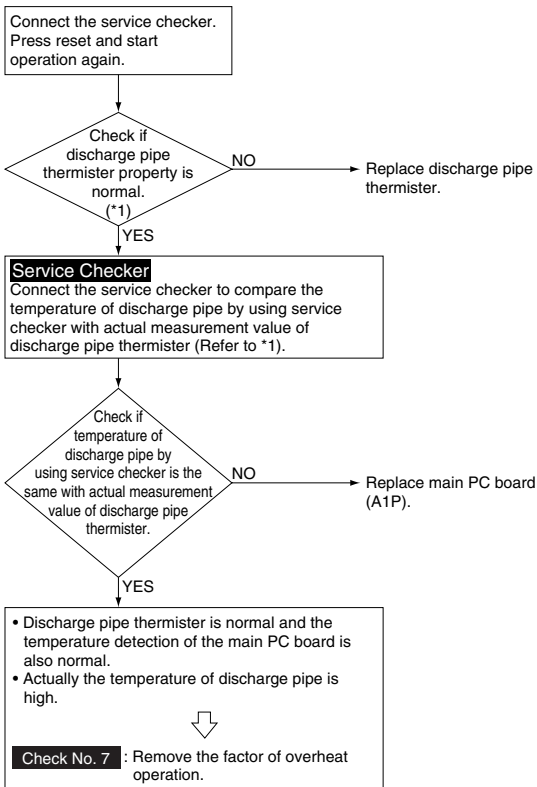 Connect the service checker.
Press reset and start
operation again.
Check if
discharge pipe
thermister property is
normal.
(*1)
NO
Replace discharge pipe
thermister.
YES
Service Checker
Connect the service checker to compare the
temperature of discharge pipe by using service
checker with actual measurement value of
discharge pipe thermister (Refer to *1).
Check if
temperature of
discharge pipe by
using service checker is the
same with actual measurement
value of discharge pipe
thermister.
NO
Replace main PC board
(A1P).
YES
• Discharge pipe thermister is normal and the
temperature detection of the main PC board is
also normal.
• Actually the temperature of discharge pipe is
high.
Check No. 7 : Remove the factor of overheat
operation.